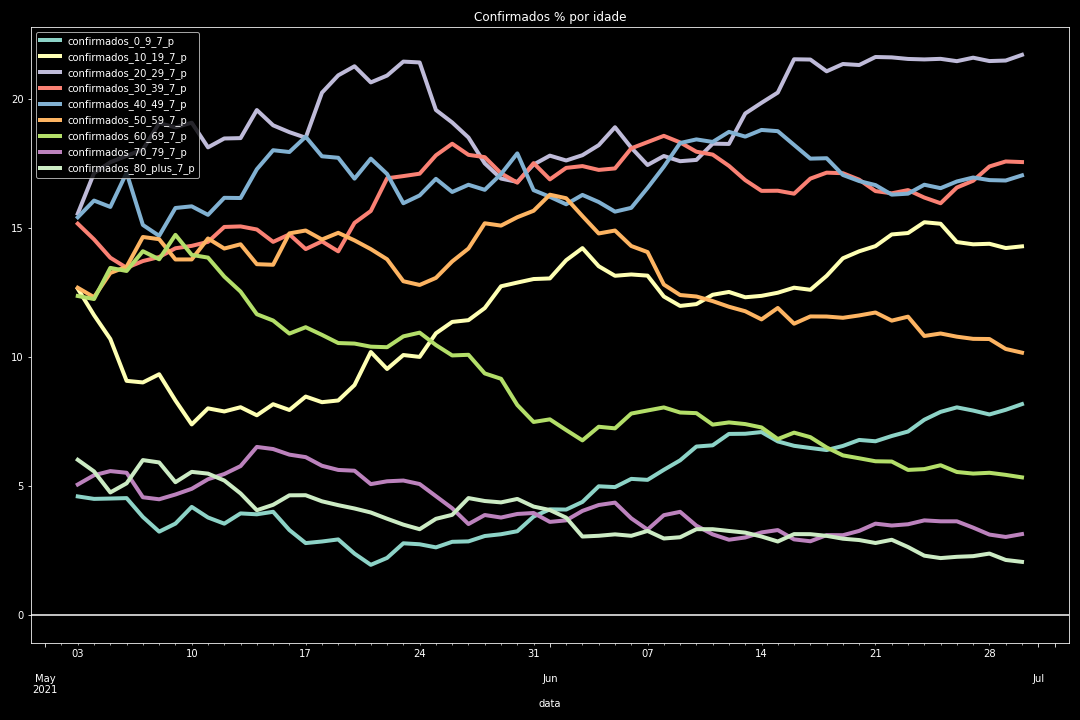 Confirmados % por idade
confirmados_0_9_7_p
confirmados_10_19_7_p
confirmados_20_29_7_p
confirmados_30_39_7_p
confirmados_40_49_7_p
confirmados_50_59_7_p
confirmados_60_69_7_p
confirmados_70_79_7_p
confirmados_80_plus_7_p
20
15
10
5
0
03 10 17 24 31 07 14 21 28
May Jun Jul
2021
data